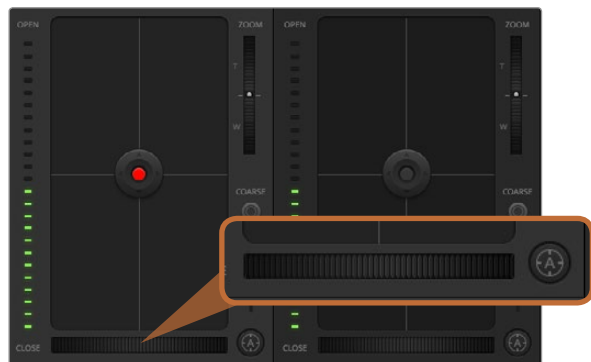 OPEN ZOOM OPEN ZOOM
T T
W W
COARSE COARSE
A
CLOSE A CLOSE A